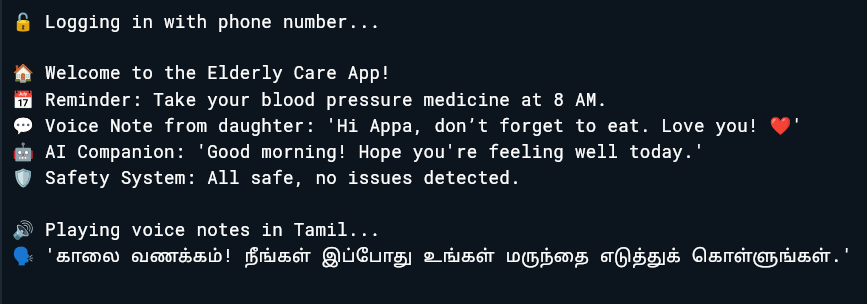 🔓 Logging in with phone number...
🏠 Welcome to the Elderly Care App!
📅 Reminder: Take your blood pressure medicine at 8 AM.
💬 Voice Note from daughter: 'Hi Appa, don’t forget to eat. Love you! ❤️'
🤖 AI Companion: 'Good morning! Hope you're feeling well today.'
🛡️ Safety System: All safe, no issues detected.
🔊 Playing voice notes in Tamil...
🗣️ 'காலை வணக்கம்! நீங்கள் இப்போது உங்கள் மருந்தை எடுத்துக் கொள்ளுங்கள்.'